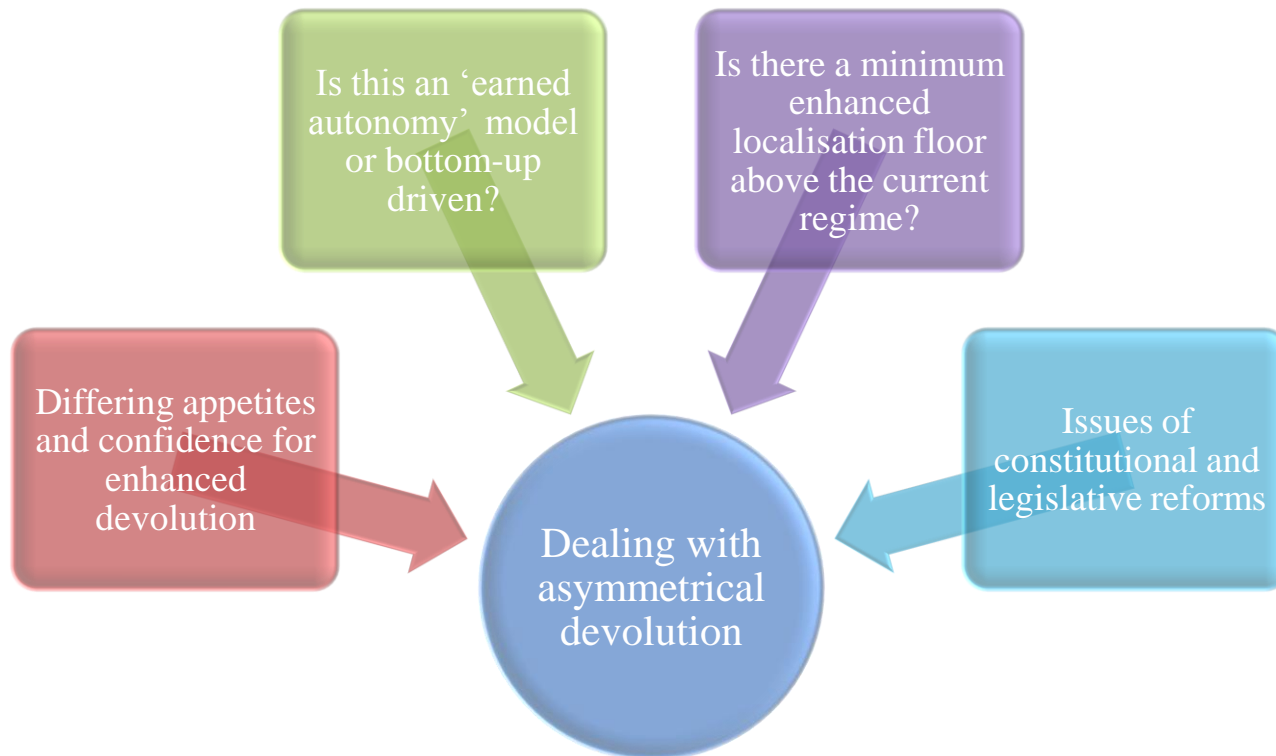 Differing appetites
and confidence for
enhanced
devolution
Is this an ‘earned
autonomy’ model
or bottom-up
driven?
Is there a minimum
enhanced
localisation floor
above the current
regime?
Issues of
constitutional and
legislative reforms
Dealing with
asymmetrical
devolution